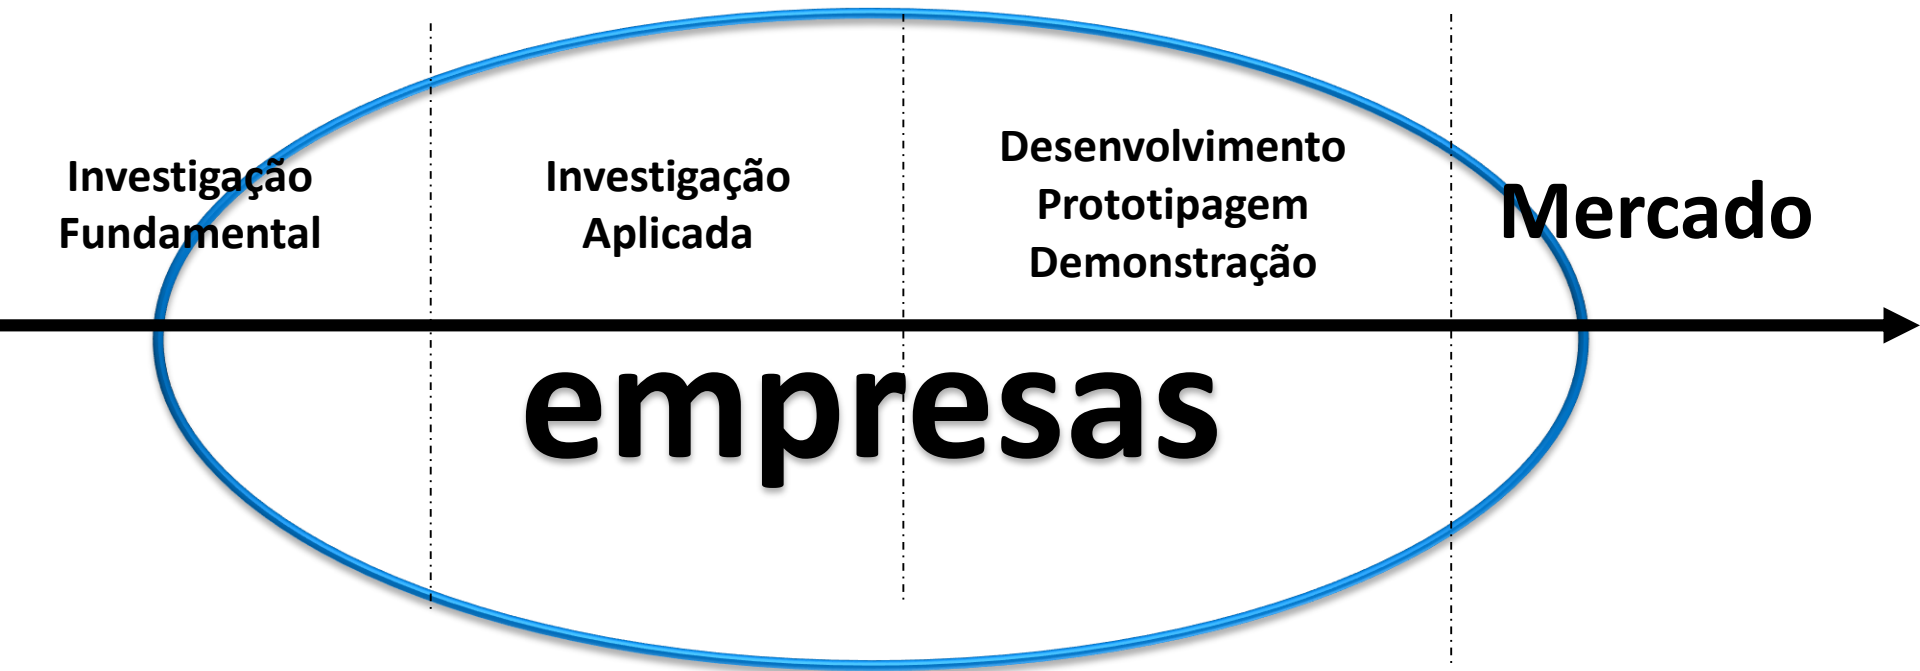 Investigação
Fundamental
Investigação
Aplicada
Desenvolvimento
Prototipagem
Demonstração
Mercado
empresas